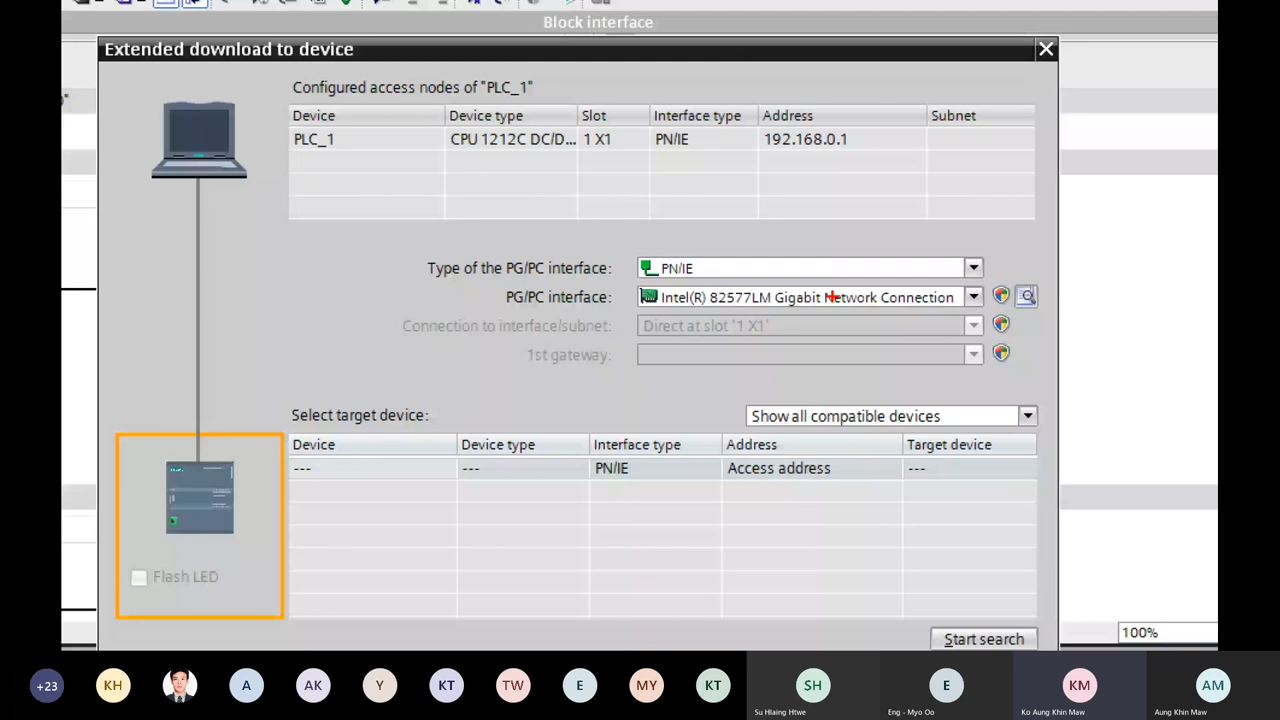 Block interface
Extended download to device
Configured access nodes of "PLC_1"
Device Device type Slot Interface type Address Subnet
PLC_1 CPU 1212C DC/D... 1 X1 PN/IE 192.168.0.1
Type of the PG/PC interface: PN/IE
PG/PC interface: Intel(R) 82577LM Gigabit Network Connection
Connection to interface/subnet: Direct at slot '1 X1'
1st gateway:
Select target device: Show all compatible devices
Device Device type Interface type Address Target device
--- --- PN/IE Access address ---
Flash LED
Start search
100%
+23 KH A AK Y KT TW E MY KT SH E KM AM
Su Hlaing Htwe Eng - Myo Oo Ko Aung Khin Maw Aung Khin Maw